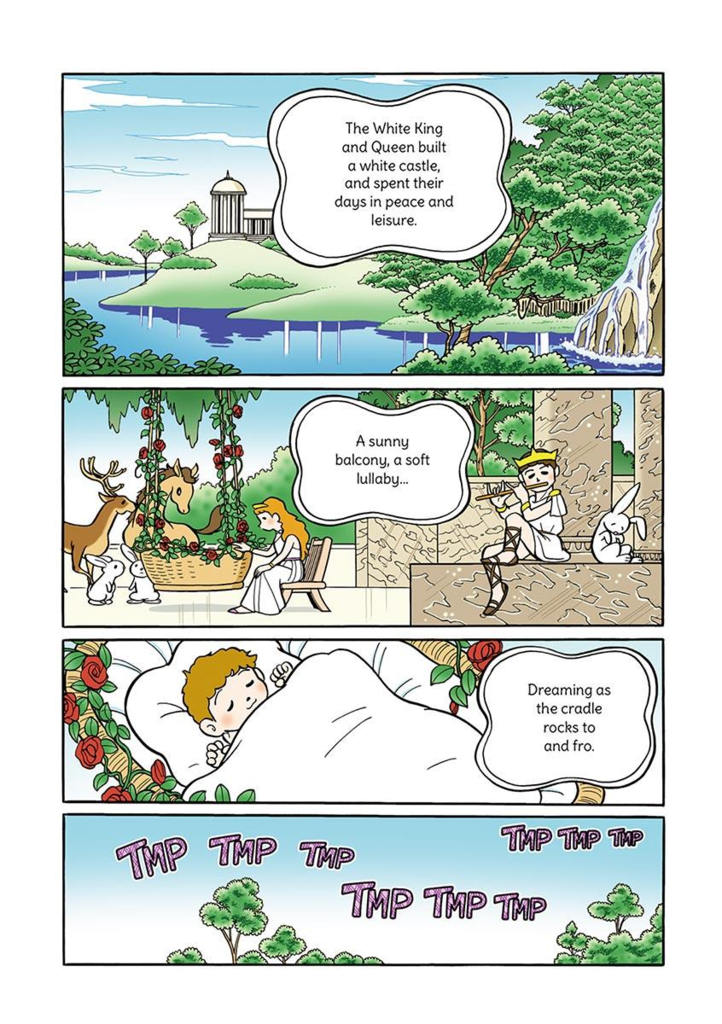 The White King
and Queen built
a white castle,
and spent their
days in peace and
leisure.
A sunny
balcony, a soft
lullaby...
Dreaming as
the cradle
rocks to
and fro.
TMP TMP TMP
TMP TMP TMP
TMP TMP TMP